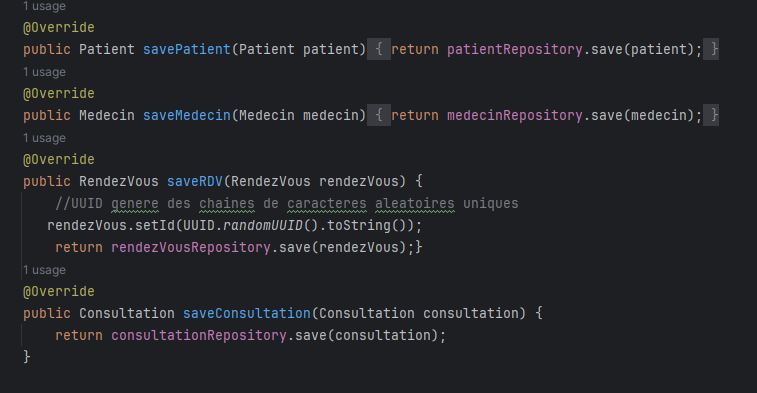 1 usage
@Override
public Patient savePatient(Patient patient) { return patientRepository.save(patient); }
1 usage
@Override
public Medecin saveMedecin(Medecin medecin) { return medecinRepository.save(medecin); }
1 usage
@Override
public RendezVous saveRDV(RendezVous rendezVous) {
    //UUID genere des chaines de caracteres aleatoires uniques
   rendezVous.setId(UUID.randomUUID().toString());
    return rendezVousRepository.save(rendezVous);}
1 usage
@Override
public Consultation saveConsultation(Consultation consultation) {
    return consultationRepository.save(consultation);
}